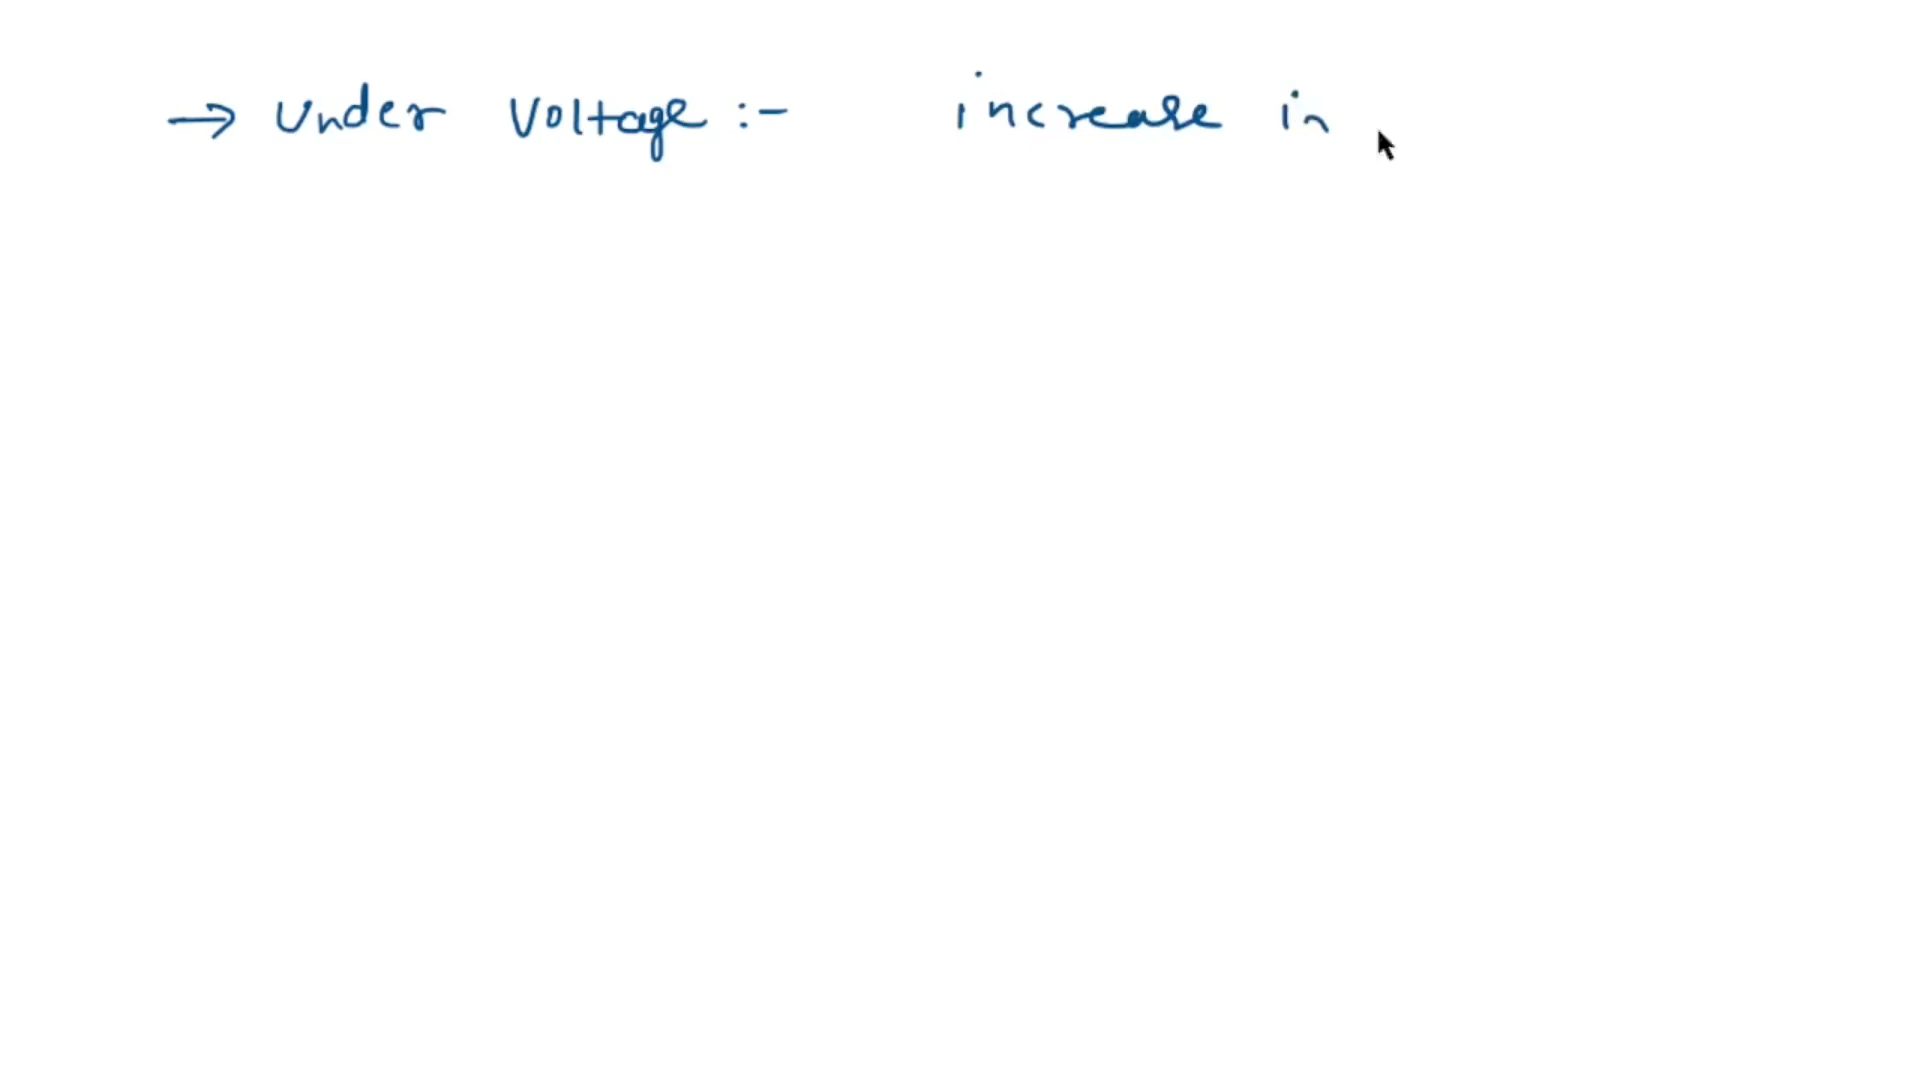 → Under Voltage :- increase in